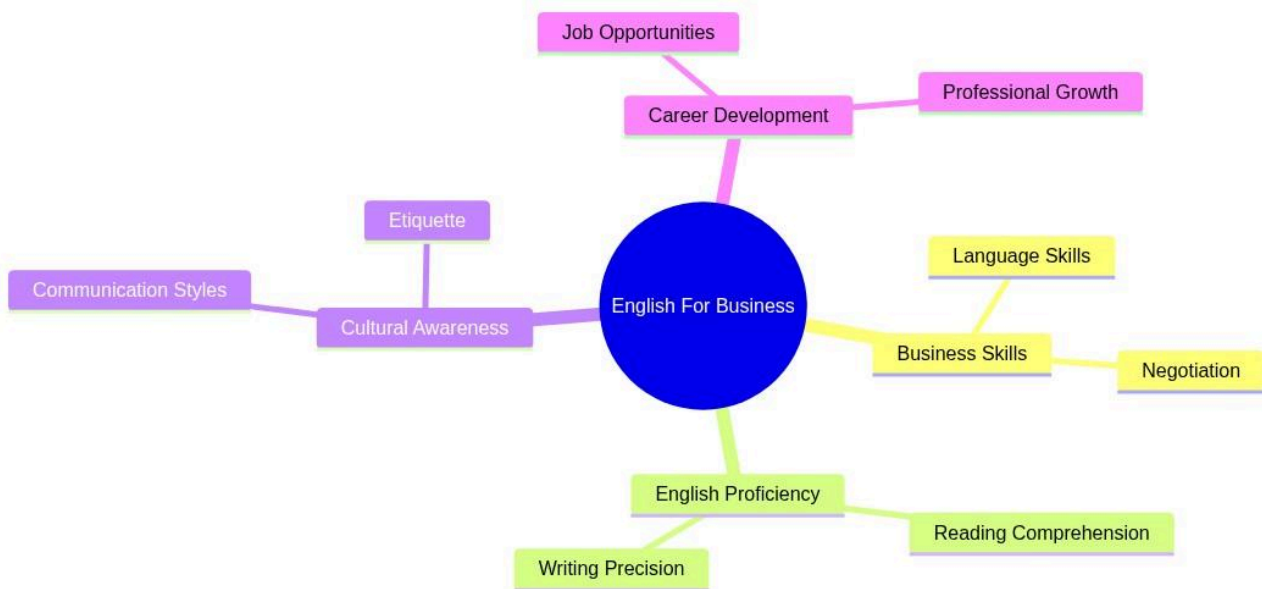 Job Opportunities
Professional Growth
Career Development
Etiquette
Language Skills
Communication Styles
English For Business
Cultural Awareness
Business Skills
Negotiation
English Proficiency
Reading Comprehension
Writing Precision